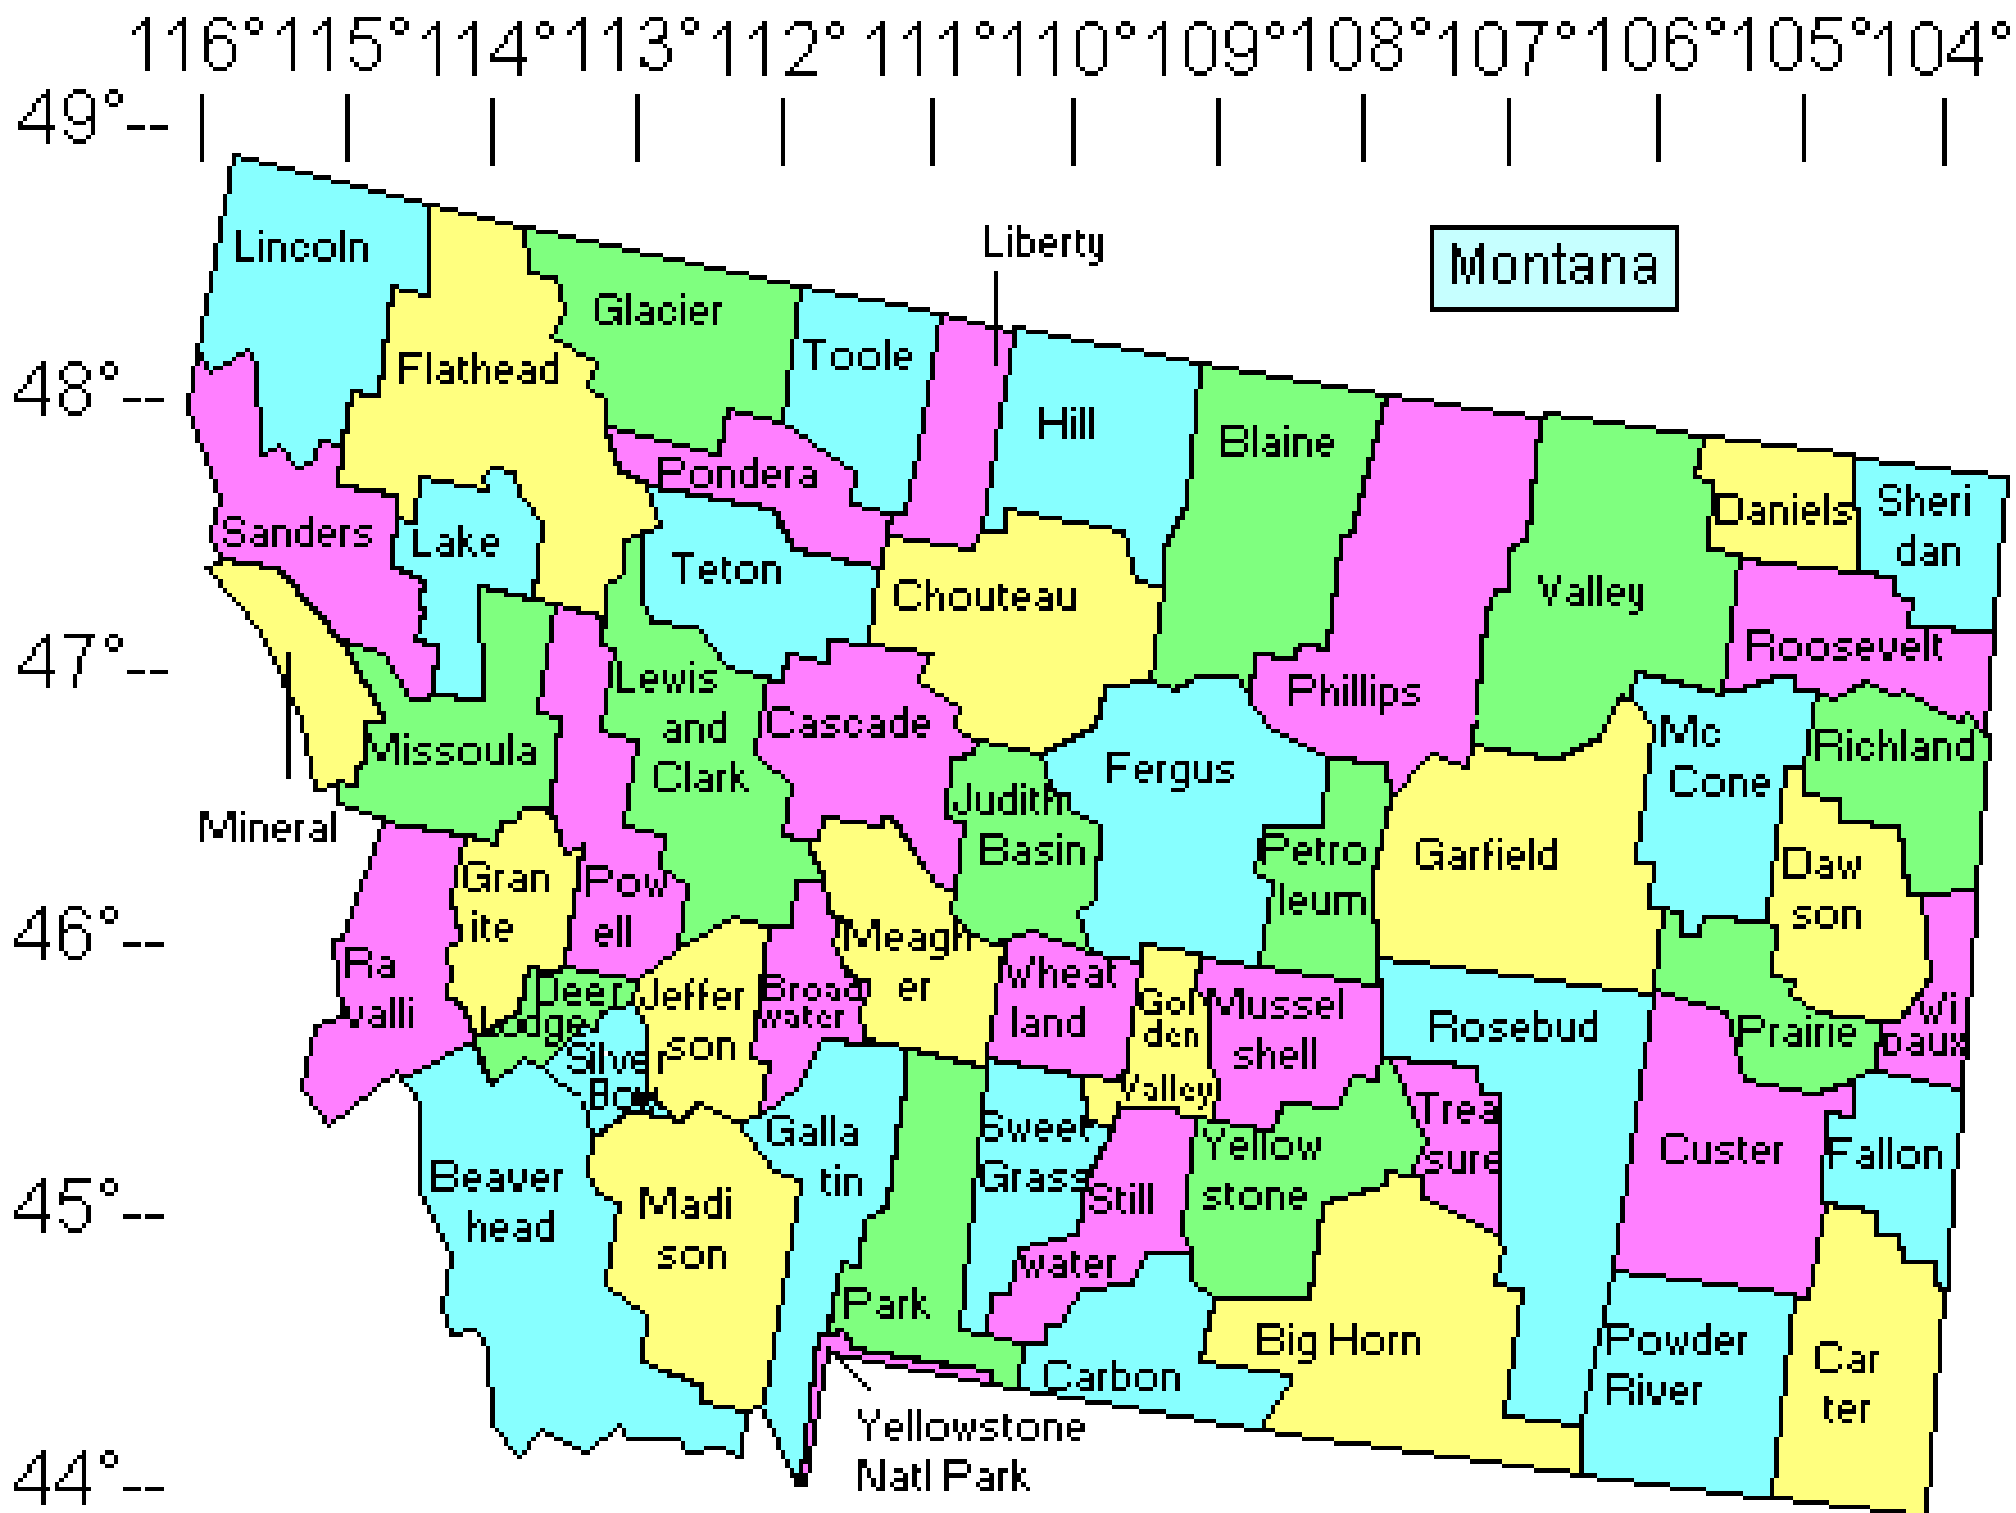 116° 115° 114° 113° 112° 111° 110° 109° 108° 107° 106° 105° 104°
49°--
Liberty
Lincoln
Montana
Glacier
Toole
Flathead
48°--
Hill
Blaine
Pondera
Daniels
Sheri
dan
Sanders
Lake
Teton
Chouteau
Valley
47°--
Roosevelt
Lewis
and
Clark
Cascade
Phillips
Missoula
Mc
Cone
Richland
Fergus
Mineral
Judith
Basin
Petro
leum
Garfield
Daw
son
Gran
ite
Pow
ell
46°--
Meagh
er
Ra
valli
Deer
Lodge
Jeffer
son
Broad
water
Wheat
land
Gol
den
Valley
Mussel
shell
Rosebud
Prairie
Wi
baux
Silver
Bow
Trea
sure
Sweet
Grass
Galla
tin
Yellow
stone
Custer
Fallon
45°--
Beaver
head
Madi
son
Still
water
Park
Big Horn
Powder
River
Car
ter
Carbon
Yellowstone
Natl Park
44°--